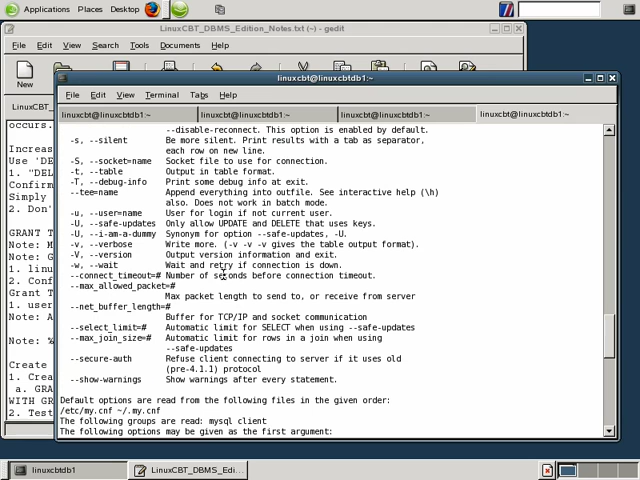 Applications Places Desktop
LinuxCBT_DBMS_Edition_Notes.txt (~) - gedit
File Edit View Search Tools Documents Help
New
LinuxCBT_
linuxcbt@linuxcbtdb1:~
File Edit View Terminal Tabs Help
linuxcbt@linuxcbtdb1:~ linuxcbt@linuxcbtdb1:~ linuxcbt@linuxcbtdb1:~ linuxcbt@linuxcbtdb1:~
occurs.
Increas
Use 'DE
1. "DEL
Confirm
Simply
2. Don'
GRANT T
Note: M
Note: G
1. linu
2. Conf
Grant T
1. user
Note: A
Note: %
Create
1. Crea
a. GRA
WITH GR
2. Test
--disable-reconnect. This option is enabled by default.
-s, --silent Be more silent. Print results with a tab as separator,
each row on new line.
-S, --socket=name Socket file to use for connection.
-t, --table Output in table format.
-T, --debug-info Print some debug info at exit.
--tee=name Append everything into outfile. See interactive help (\h)
also. Does not work in batch mode.
-u, --user=name User for login if not current user.
-U, --safe-updates Only allow UPDATE and DELETE that uses keys.
-U, --i-am-a-dummy Synonym for option --safe-updates, -U.
-v, --verbose Write more. (-v -v -v gives the table output format).
-V, --version Output version information and exit.
-w, --wait Wait and retry if connection is down.
--connect_timeout=# Number of seconds before connection timeout.
--max_allowed_packet=#
Max packet length to send to, or receive from server
--net_buffer_length=#
Buffer for TCP/IP and socket communication
--select_limit=# Automatic limit for SELECT when using --safe-updates
--max_join_size=# Automatic limit for rows in a join when using
--safe-updates
--secure-auth Refuse client connecting to server if it uses old
(pre-4.1.1) protocol
--show-warnings Show warnings after every statement.
Default options are read from the following files in the given order:
/etc/my.cnf ~/.my.cnf
The following groups are read: mysql client
The following options may be given as the first argument:
linuxcbtdb1
LinuxCBT_DBMS_Edi...